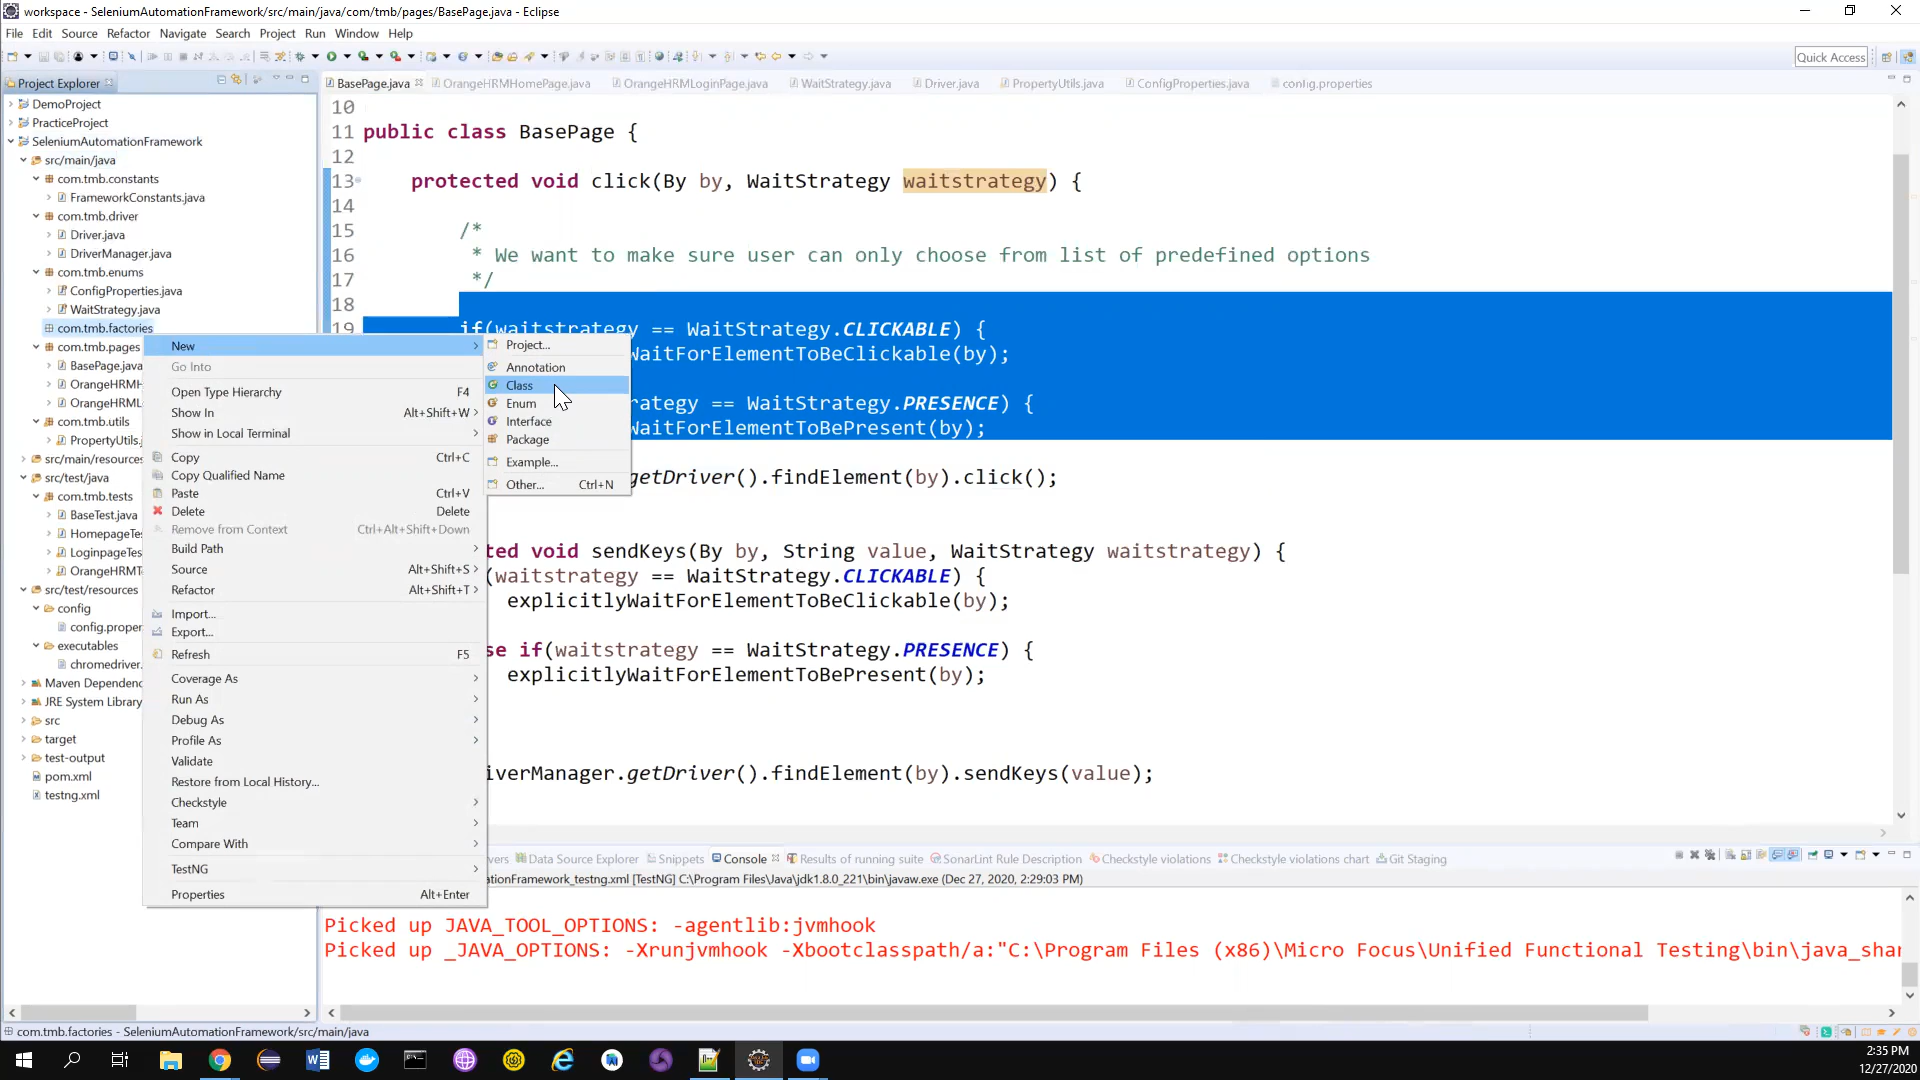 workspace - SeleniumAutomationFramework/src/main/java/com/tmb/pages/BasePage.java - Eclipse
File Edit Source Refactor Navigate Search Project Run Window Help
Quick Access
Project Explorer
DemoProject
PracticeProject
SeleniumAutomationFramework
src/main/java
com.tmb.constants
FrameworkConstants.java
com.tmb.driver
Driver.java
DriverManager.java
com.tmb.enums
ConfigProperties.java
WaitStrategy.java
com.tmb.factories
com.tmb.pages
BasePage.java
OrangeHRMH
OrangeHRML
com.tmb.utils
PropertyUtils.j
src/main/resources
src/test/java
com.tmb.tests
BaseTest.java
HomepageTes
LoginpageTes
OrangeHRMTe
src/test/resources
config
config.proper
executables
chromedriver.
Maven Dependenc
JRE System Library
src
target
test-output
pom.xml
testng.xml
New
Go Into
Open Type Hierarchy F4
Show In Alt+Shift+W
Show in Local Terminal
Copy Ctrl+C
Copy Qualified Name
Paste Ctrl+V
Delete Delete
Remove from Context Ctrl+Alt+Shift+Down
Build Path
Source Alt+Shift+S
Refactor Alt+Shift+T
Import...
Export...
Refresh F5
Coverage As
Run As
Debug As
Profile As
Validate
Restore from Local History...
Checkstyle
Team
Compare With
TestNG
Properties Alt+Enter
Project...
Annotation
Class
Enum
Interface
Package
Example...
Other... Ctrl+N
BasePage.java OrangeHRMHomePage.java OrangeHRMLoginPage.java WaitStrategy.java Driver.java PropertyUtils.java ConfigProperties.java config.properties
10
11 public class BasePage {
12
13 protected void click(By by, WaitStrategy waitstrategy) {
14
15 /*
16 * We want to make sure user can only choose from list of predefined options
17 */
18
19 if(waitstrategy == WaitStrategy.CLICKABLE) {
WaitForElementToBeClickable(by);
tegy == WaitStrategy.PRESENCE) {
WaitForElementToBePresent(by);
getDriver().findElement(by).click();
ted void sendKeys(By by, String value, WaitStrategy waitstrategy) {
(waitstrategy == WaitStrategy.CLICKABLE) {
explicitlyWaitForElementToBeClickable(by);
se if(waitstrategy == WaitStrategy.PRESENCE) {
explicitlyWaitForElementToBePresent(by);
iverManager.getDriver().findElement(by).sendKeys(value);
vers Data Source Explorer Snippets Console Results of running suite SonarLint Rule Description Checkstyle violations Checkstyle violations chart Git Staging
ationFramework_testng.xml [TestNG] C:\Program Files\Java\jdk1.8.0_221\bin\javaw.exe (Dec 27, 2020, 2:29:03 PM)
Picked up JAVA_TOOL_OPTIONS: -agentlib:jvmhook
Picked up _JAVA_OPTIONS: -Xrunjvmhook -Xbootclasspath/a:"C:\Program Files (x86)\Micro Focus\Unified Functional Testing\bin\java_shar
com.tmb.factories - SeleniumAutomationFramework/src/main/java
2:35 PM
12/27/2020